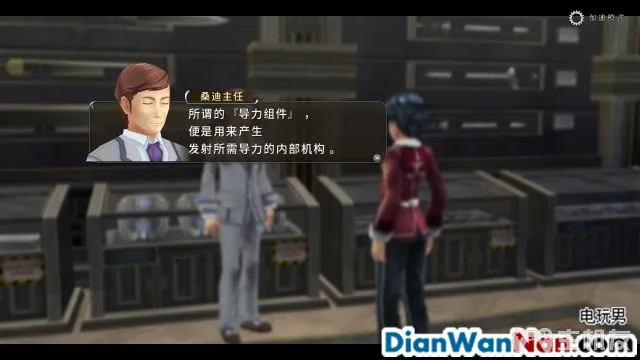 加速模式
桑迪主任
所谓的『导力组件』，
便是用来产生
发射所需导力的内部机构。
电玩男
DianWanNan.com